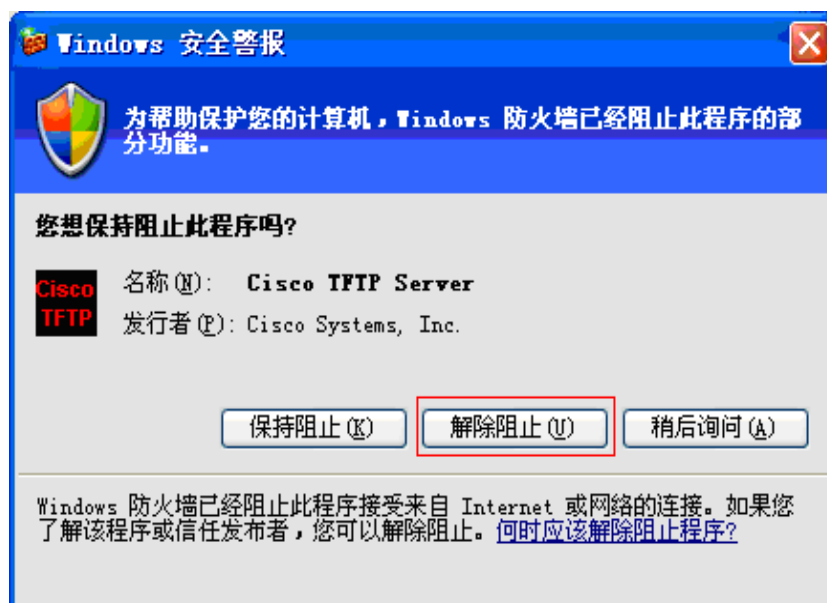 Windows 安全警报
为帮助保护您的计算机，Windows 防火墙已经阻止此程序的部
分功能。
您想保持阻止此程序吗?
Cisco
TFTP
名称(N): Cisco TFTP Server
发行者(P): Cisco Systems, Inc.
保持阻止(K) 解除阻止(U) 稍后询问(A)
Windows 防火墙已经阻止此程序接受来自 Internet 或网络的连接。如果您
了解该程序或信任发布者，您可以解除阻止。何时应该解除阻止程序?